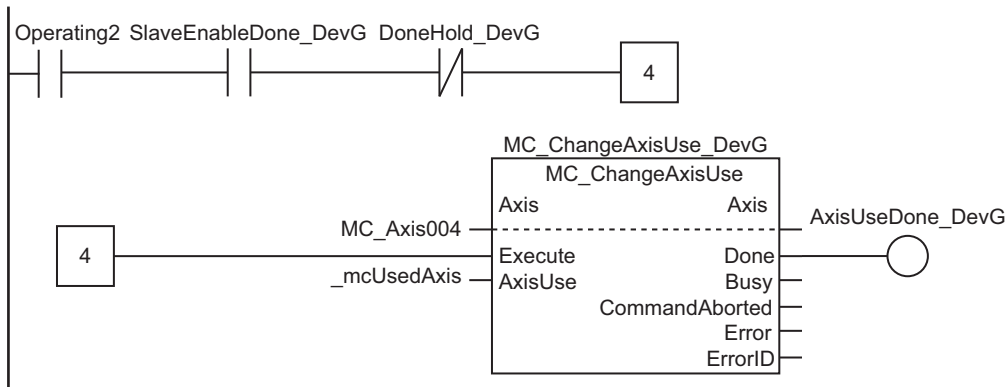 Operating2 SlaveEnableDone_DevG DoneHold_DevG
4
MC_ChangeAxisUse_DevG
MC_ChangeAxisUse
Axis Axis
MC_Axis004
AxisUseDone_DevG
4
Execute Done
_mcUsedAxis AxisUse Busy
CommandAborted
Error
ErrorID